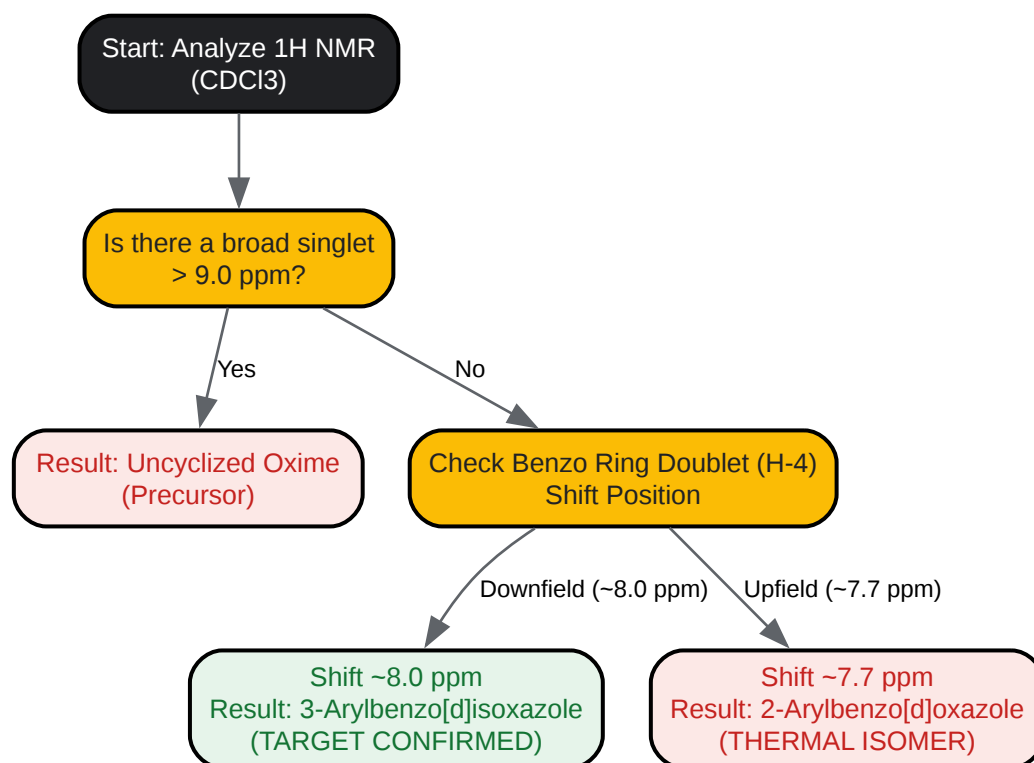 Start: Analyze 1H NMR
(CDCl3)
Is there a broad singlet
> 9.0 ppm?
Yes
No
Result: Uncyclized Oxime
(Precursor)
Check Benzo Ring Doublet (H-4)
Shift Position
Downfield (~8.0 ppm)
Upfield (~7.7 ppm)
Shift ~8.0 ppm
Result: 3-Arylbenzo[d]isoxazole
(TARGET CONFIRMED)
Shift ~7.7 ppm
Result: 2-Arylbenzo[d]oxazole
(THERMAL ISOMER)